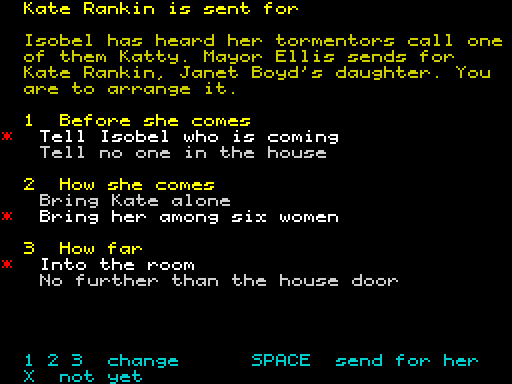 Kate Rankin is sent for
Isobel has heard her tormentors call one
of them Katty. Mayor Ellis sends for
Kate Rankin, Janet Boyd's daughter. You
are to arrange it.
1 Before she comes
* Tell Isobel who is coming
Tell no one in the house
2 How she comes
Bring Kate alone
* Bring her among six women
3 How far
* Into the room
No further than the house door
1 2 3 change SPACE send for her
X not yet